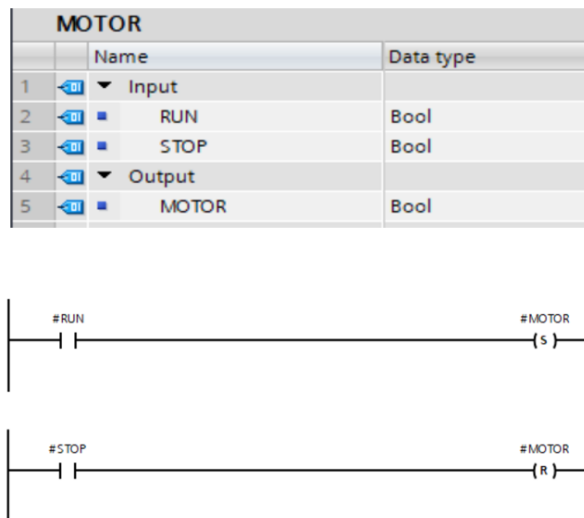 MOTOR
Name Data type
1 Input
2 RUN Bool
3 STOP Bool
4 Output
5 MOTOR Bool
#RUN #MOTOR
S
#STOP #MOTOR
R